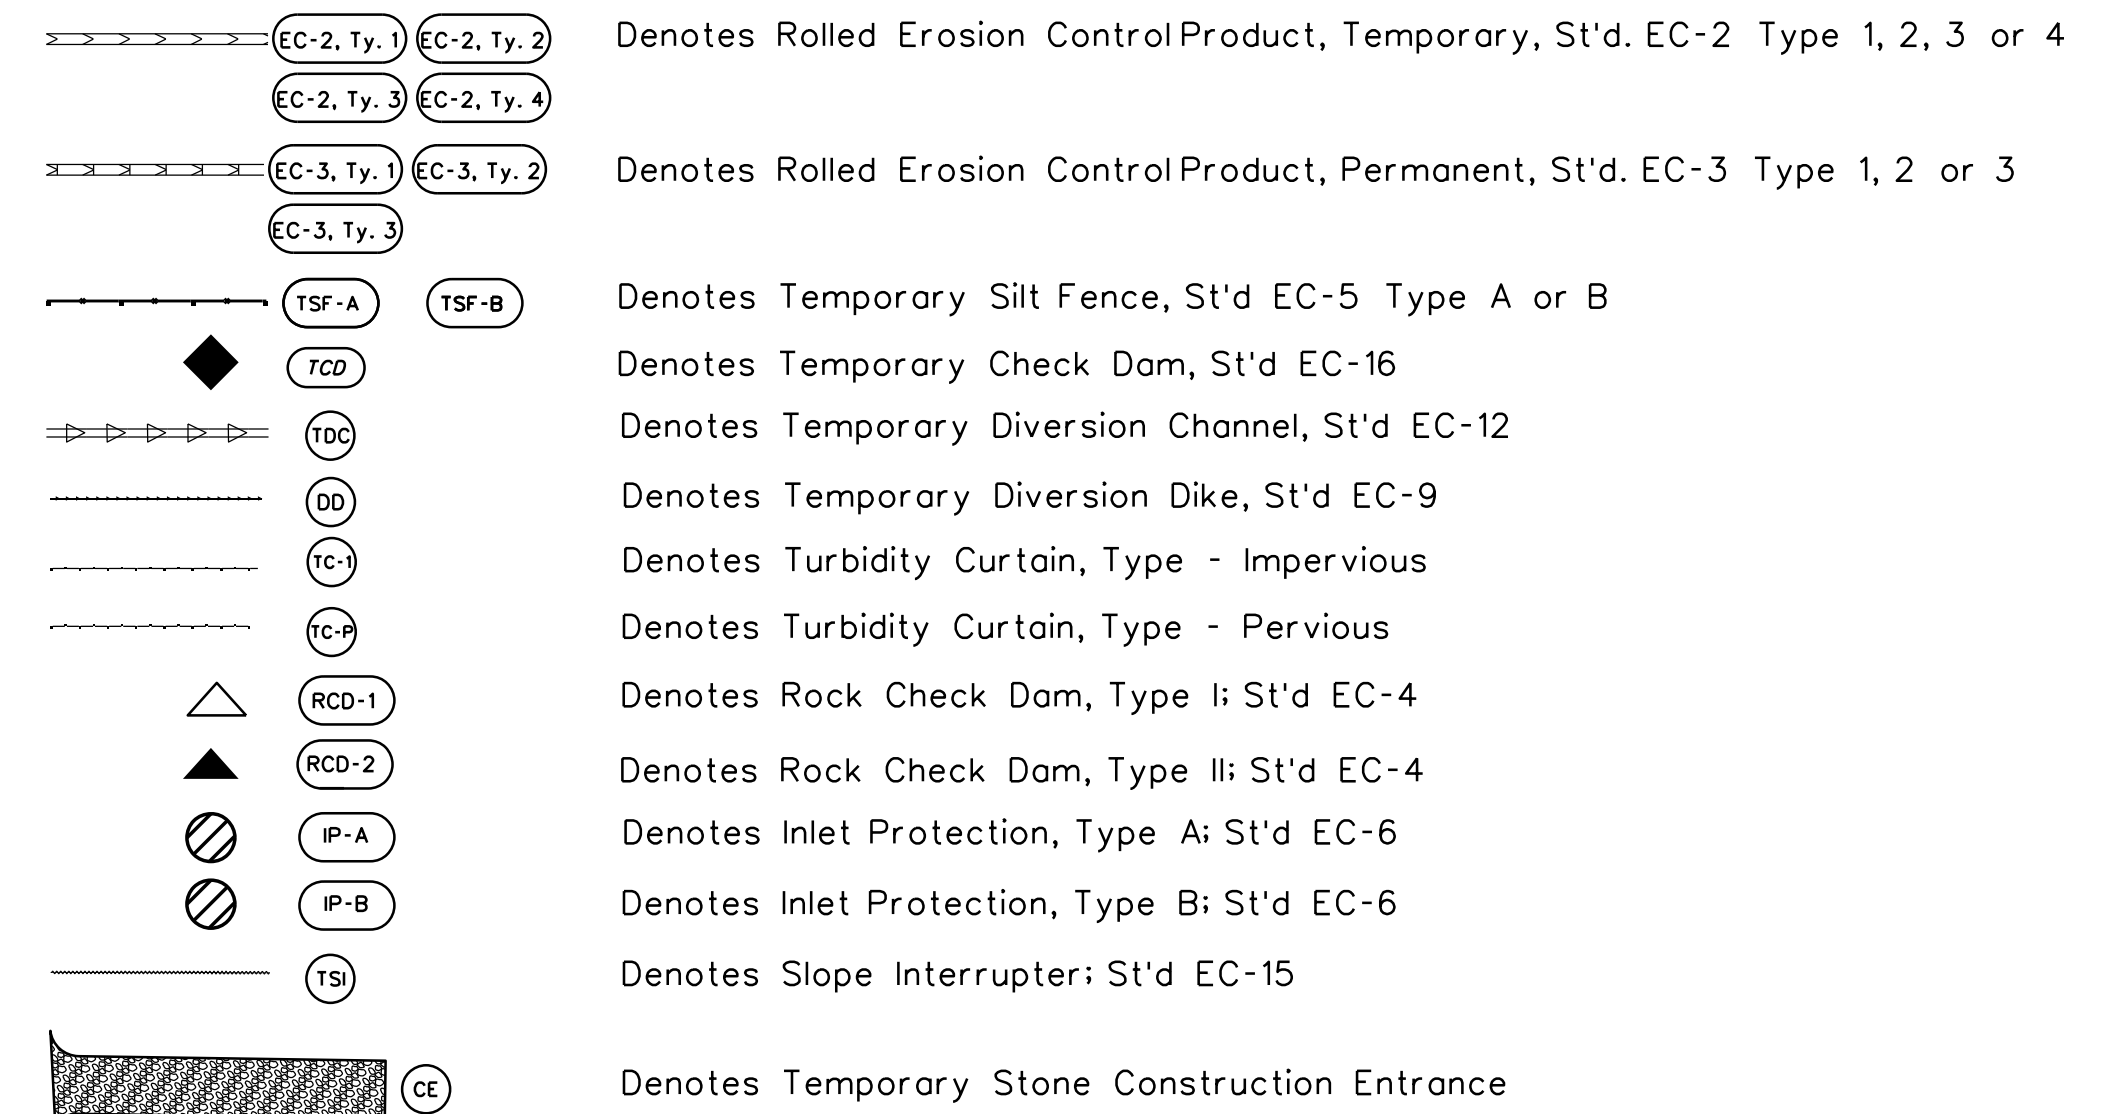 EC-2, Ty. 1 EC-2, Ty. 2 Denotes Rolled Erosion Control Product, Temporary, St'd. EC-2 Type 1, 2, 3 or 4
EC-2, Ty. 3 EC-2, Ty. 4
EC-3, Ty. 1 EC-3, Ty. 2 Denotes Rolled Erosion Control Product, Permanent, St'd. EC-3 Type 1, 2 or 3
EC-3, Ty. 3
TSF-A TSF-B Denotes Temporary Silt Fence, St'd EC-5 Type A or B
TCD Denotes Temporary Check Dam, St'd EC-16
TDC Denotes Temporary Diversion Channel, St'd EC-12
DD Denotes Temporary Diversion Dike, St'd EC-9
TC-1 Denotes Turbidity Curtain, Type - Impervious
TC-P Denotes Turbidity Curtain, Type - Pervious
RCD-1 Denotes Rock Check Dam, Type I; St'd EC-4
RCD-2 Denotes Rock Check Dam, Type II; St'd EC-4
IP-A Denotes Inlet Protection, Type A; St'd EC-6
IP-B Denotes Inlet Protection, Type B; St'd EC-6
TSI Denotes Slope Interrupter; St'd EC-15
CE Denotes Temporary Stone Construction Entrance